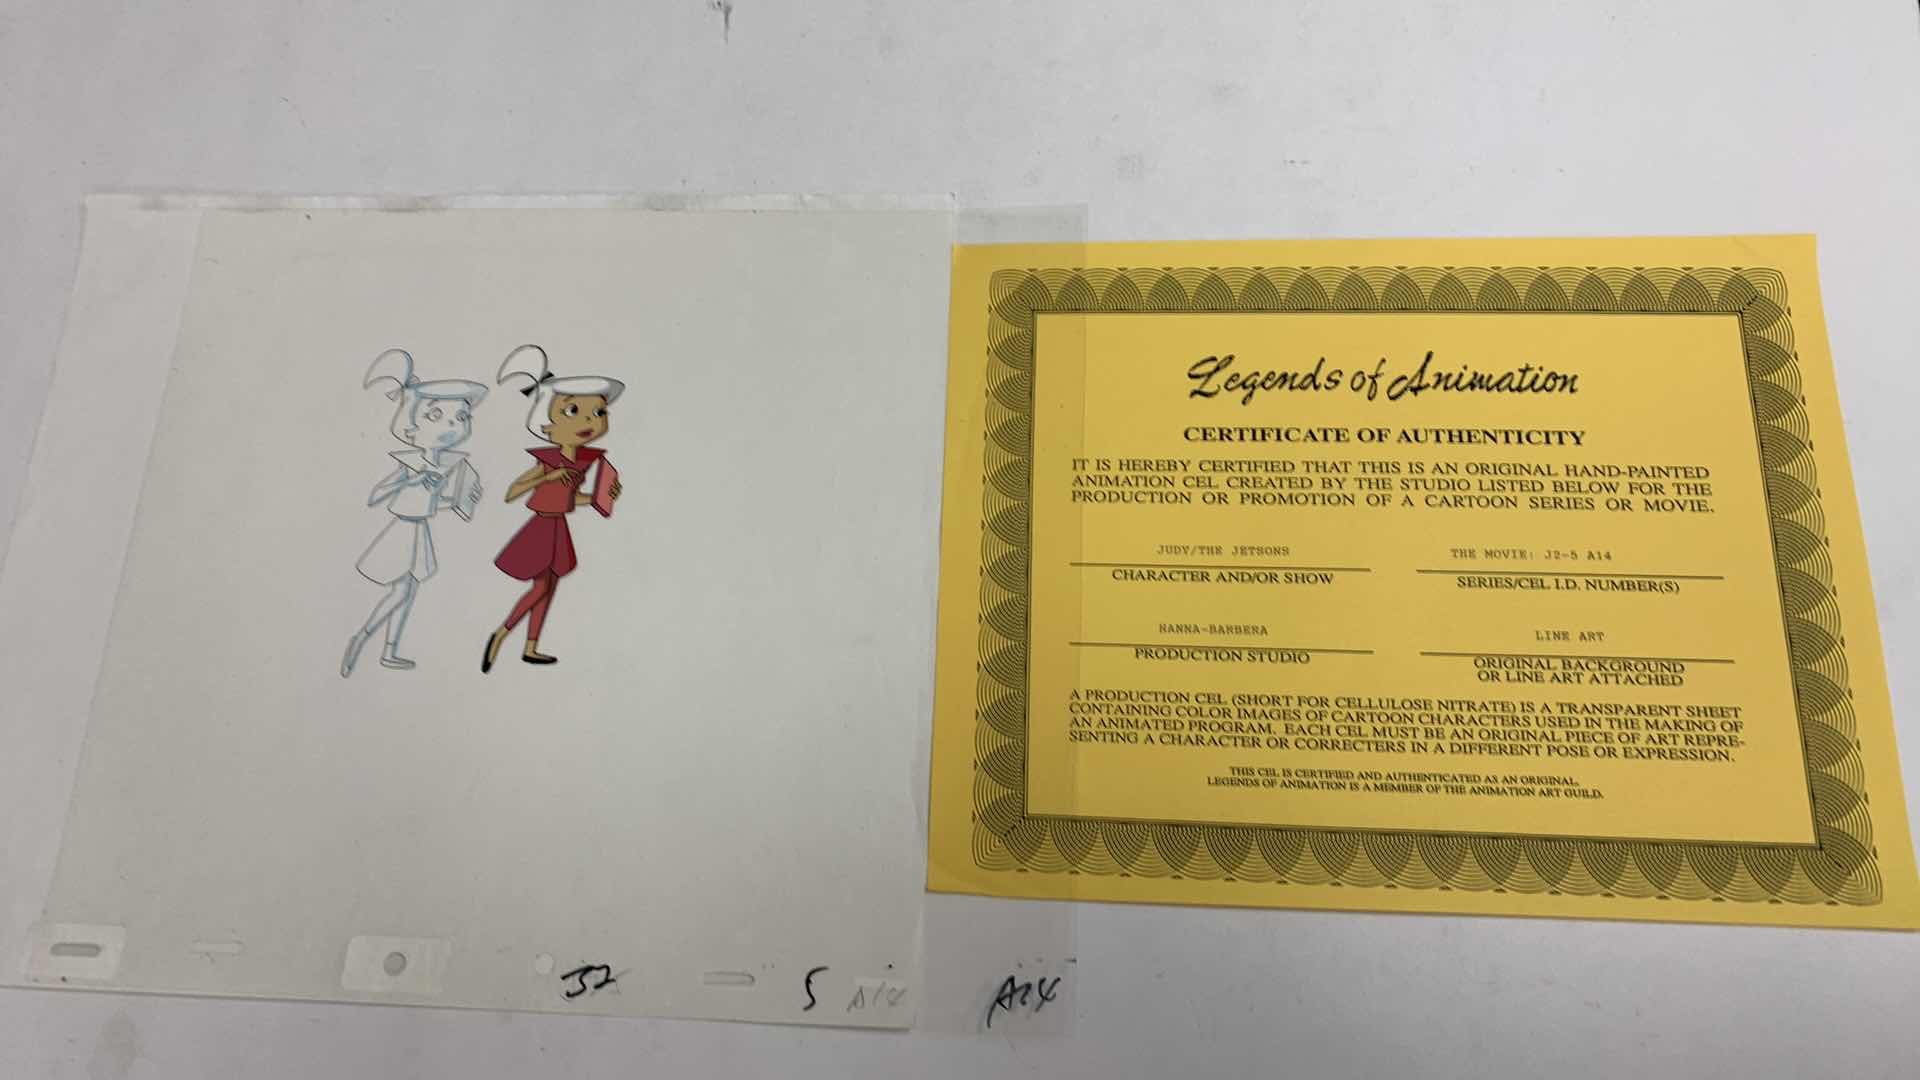 Legends of Animation
CERTIFICATE OF AUTHENTICITY
IT IS HEREBY CERTIFIED THAT THIS IS AN ORIGINAL HAND-PAINTED
ANIMATION CEL CREATED BY THE STUDIO LISTED BELOW FOR THE
PRODUCTION OR PROMOTION OF A CARTOON SERIES OR MOVIE.
JUDY/THE JETSONS
CHARACTER AND/OR SHOW
THE MOVIE: J2-5 A14
SERIES/CEL I.D. NUMBER(S)
HANNA-BARBERA
PRODUCTION STUDIO
LINE ART
ORIGINAL BACKGROUND
OR LINE ART ATTACHED
A PRODUCTION CEL (SHORT FOR CELLULOSE NITRATE) IS A TRANSPARENT SHEET
CONTAINING COLOR IMAGES OF CARTOON CHARACTERS USED IN THE MAKING OF
AN ANIMATED PROGRAM. EACH CEL MUST BE AN ORIGINAL PIECE OF ART REPRE-
SENTING A CHARACTER OR CORRECTERS IN A DIFFERENT POSE OR EXPRESSION.
THIS CEL IS CERTIFIED AND AUTHENTICATED AS AN ORIGINAL.
LEGENDS OF ANIMATION IS A MEMBER OF THE ANIMATION ART GUILD.
J2 5 A14 A14